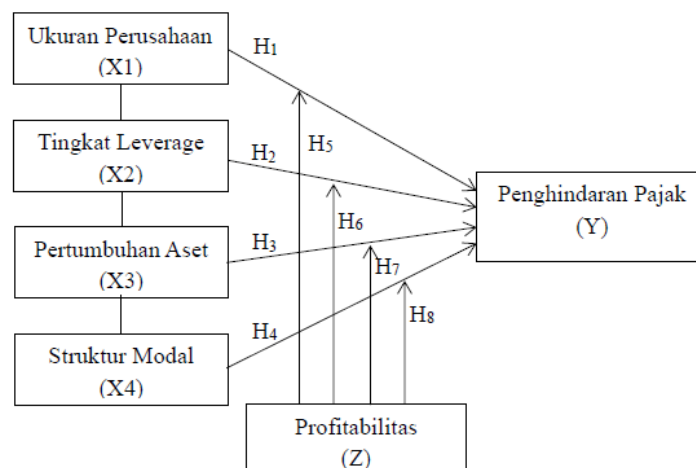 Ukuran Perusahaan
(X1)
H1
H5
Tingkat Leverage
(X2)
H2
Penghindaran Pajak
(Y)
H6
Pertumbuhan Aset
(X3)
H3
H7
H8
H4
Struktur Modal
(X4)
Profitabilitas
(Z)